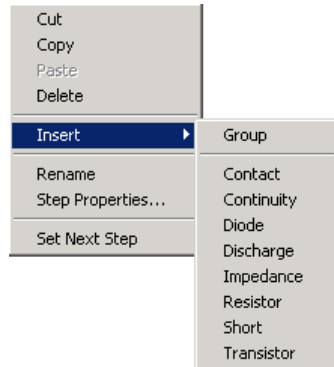 Cut
Copy
Paste
Delete
Insert
Rename
Step Properties...
Set Next Step
Group
Contact
Continuity
Diode
Discharge
Impedance
Resistor
Short
Transistor